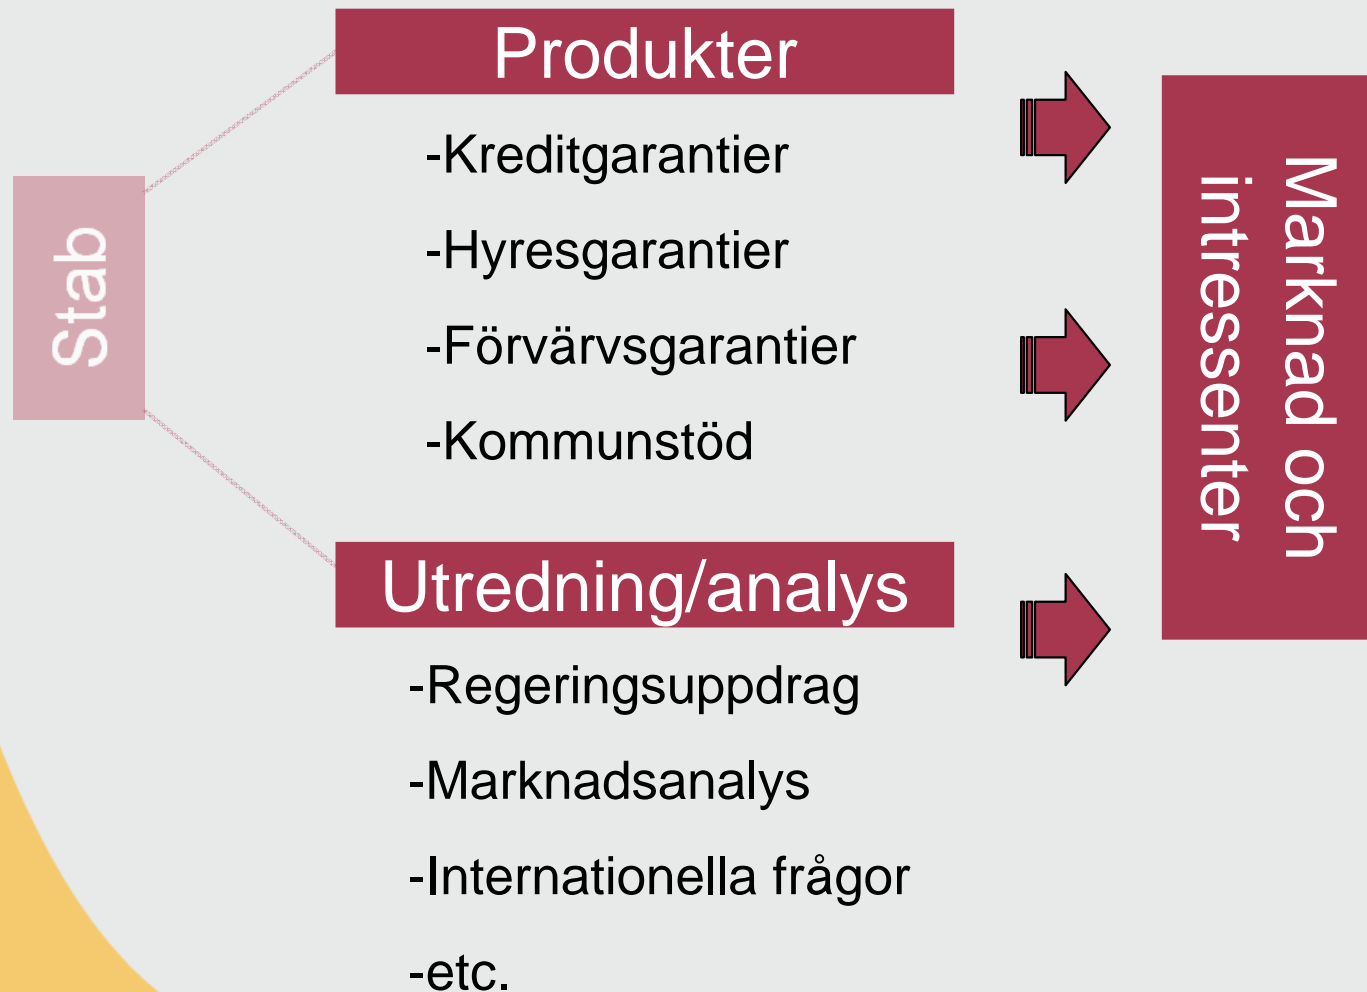 Stab
Produkter
-Kreditgarantier
-Hyresgarantier
-Förvärvsgarantier
-Kommunstöd
Utredning/analys
-Regeringsuppdrag
-Marknadsanalys
-Internationella frågor
-etc.
Marknad och
intressenter